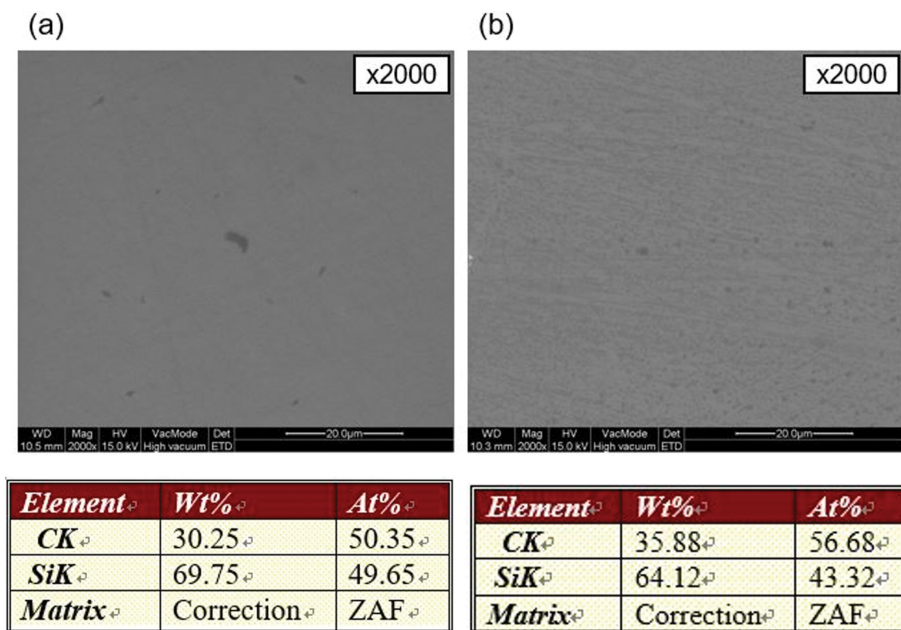 (a) (b)
x2000 x2000
WD Mag HV VacMode Det 20.0μm
10.5 mm 2000x 15.0 kV High vacuum ETD
WD Mag HV VacMode Det 20.0μm
10.3 mm 2000x 15.0 kV High vacuum ETD
Element Wt% At%
CK 30.25 50.35
SiK 69.75 49.65
Matrix Correction ZAF
Element Wt% At%
CK 35.88 56.68
SiK 64.12 43.32
Matrix Correction ZAF